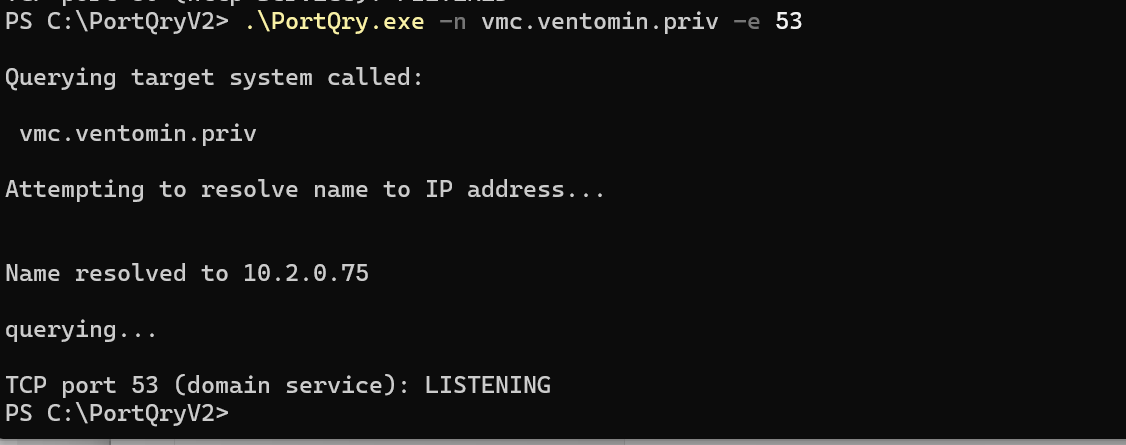 PS C:\PortQryV2> .\PortQry.exe -n vmc.ventomin.priv -e 53
Querying target system called:
vmc.ventomin.priv
Attempting to resolve name to IP address...
Name resolved to 10.2.0.75
querying...
TCP port 53 (domain service): LISTENING
PS C:\PortQryV2>